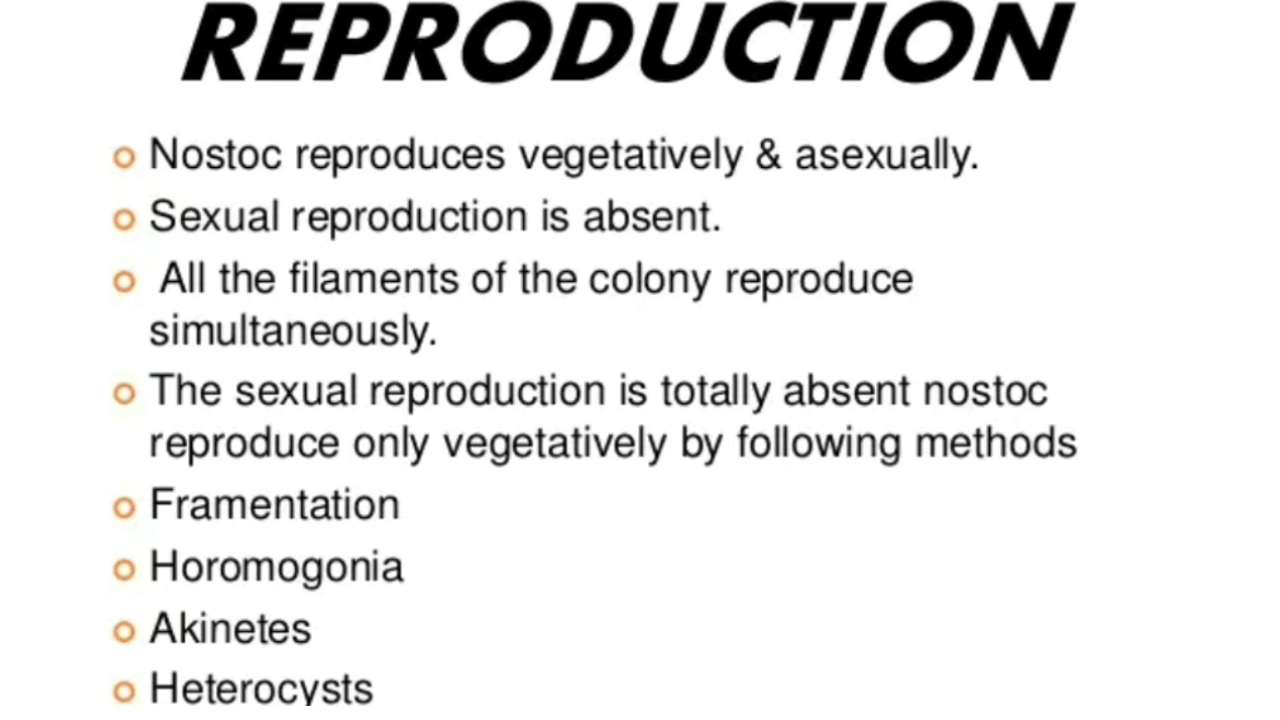 REPRODUCTION
Nostoc reproduces vegetatively & asexually.
Sexual reproduction is absent.
All the filaments of the colony reproduce
simultaneously.
The sexual reproduction is totally absent nostoc
reproduce only vegetatively by following methods
Framentation
Horomogonia
Akinetes
Heterocysts